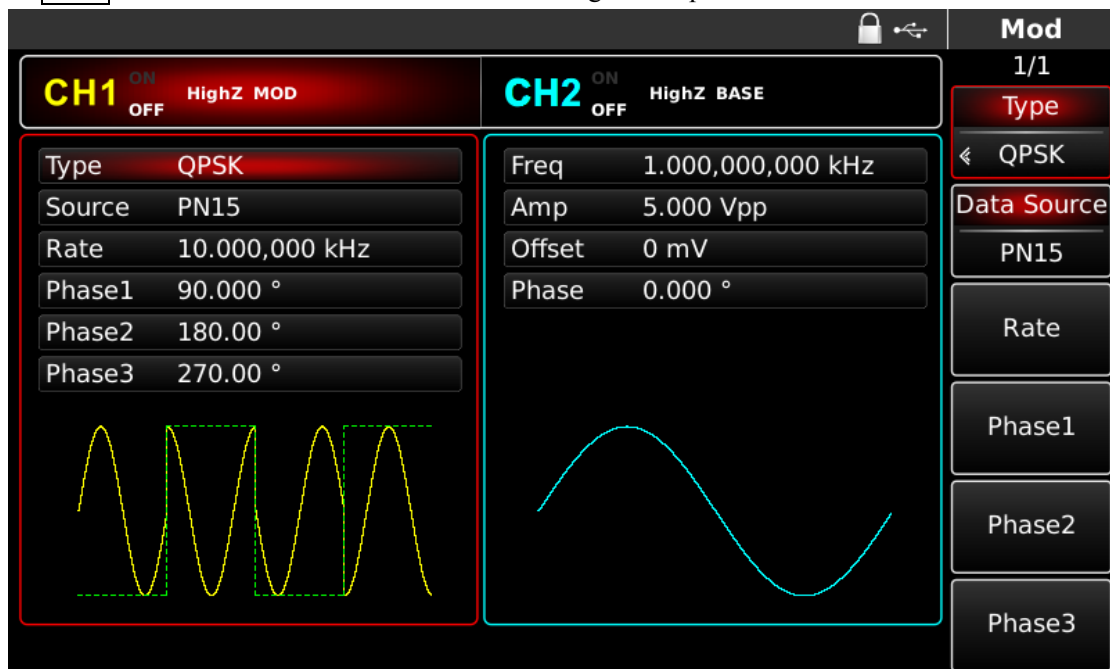 Mod
1/1
CH1 ON OFF HighZ MOD
CH2 ON OFF HighZ BASE
Type QPSK
Source PN15
Rate 10.000,000 kHz
Phase1 90.000 °
Phase2 180.00 °
Phase3 270.00 °
Freq 1.000,000,000 kHz
Amp 5.000 Vpp
Offset 0 mV
Phase 0.000 °
Type
QPSK
Data Source
PN15
Rate
Phase1
Phase2
Phase3